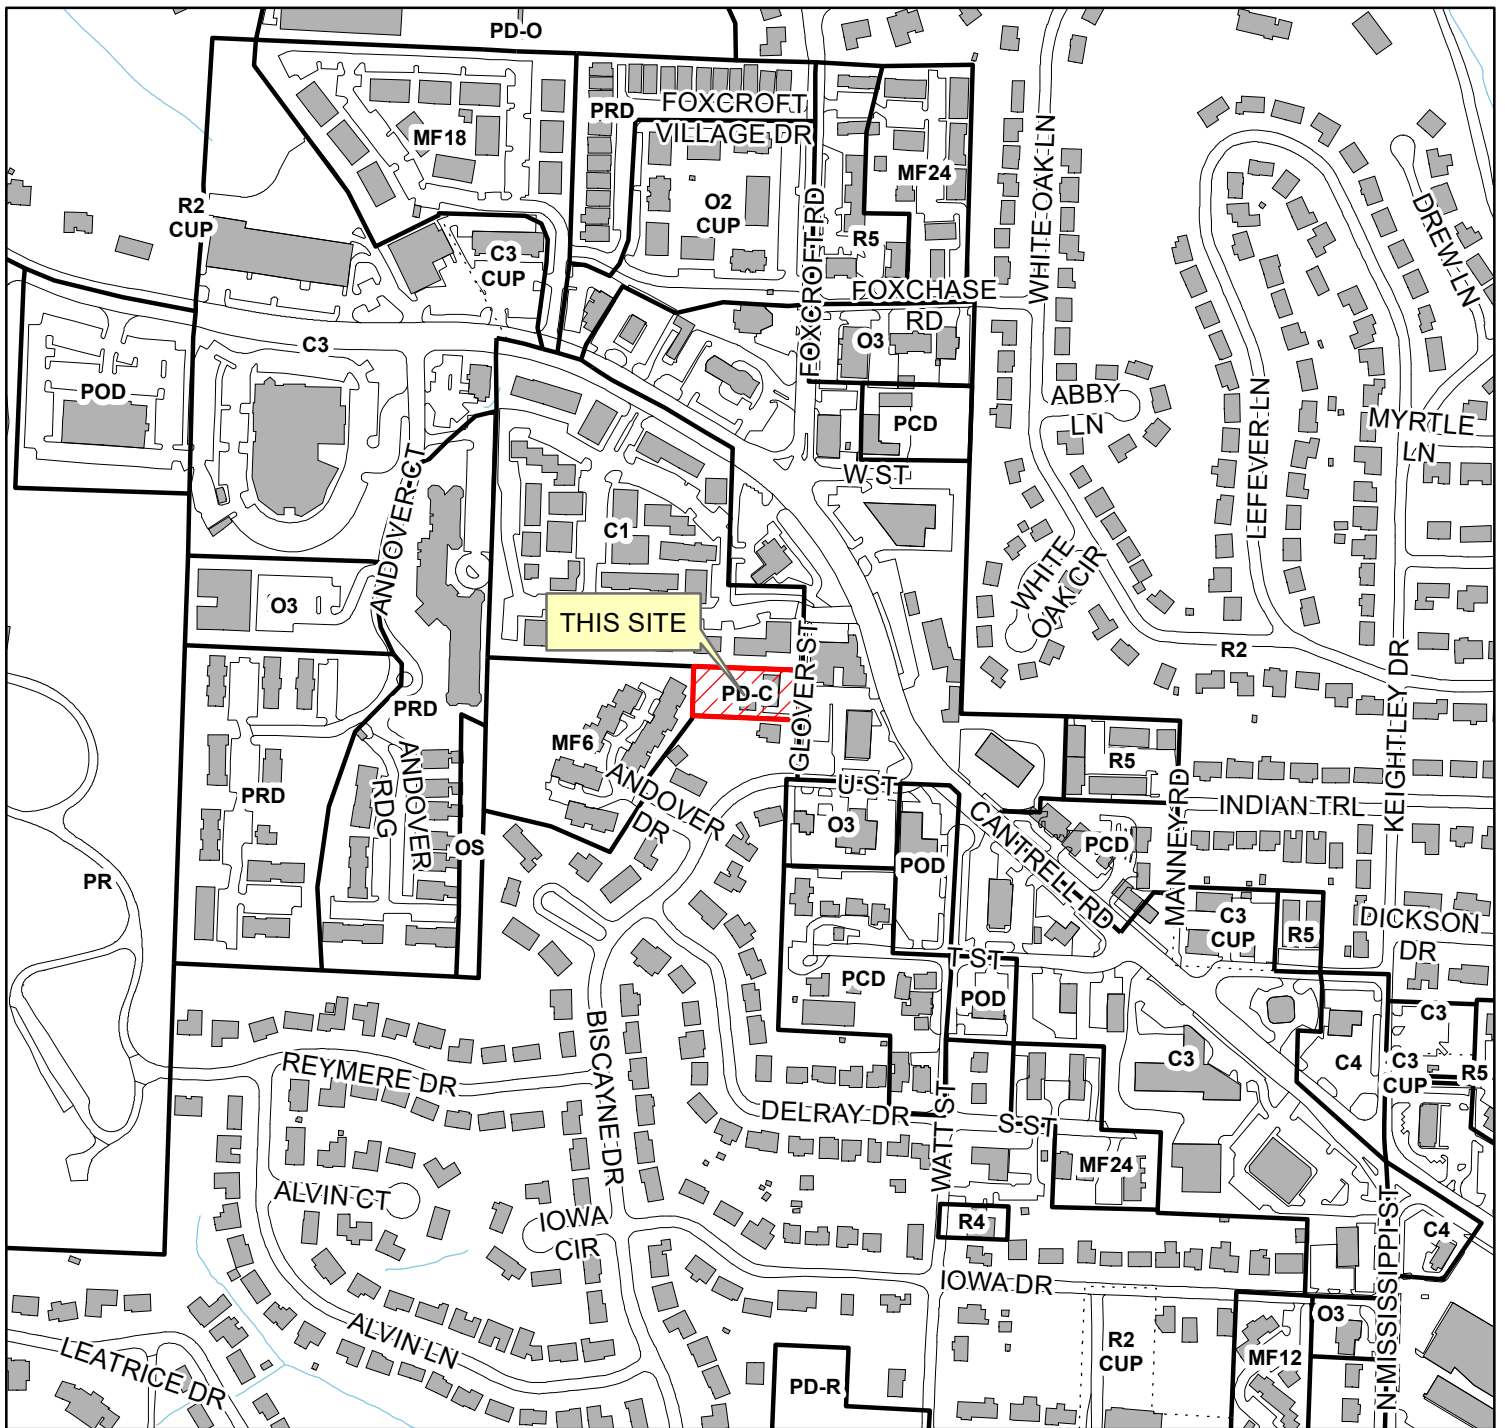 PD-O
PRD
FOXCROFT
VILLAGE DR
MF18
MF24
WHITE OAK LN
R2
CUP
O2
CUP
FOXCROFT RD
R5
C3
CUP
DREW LN
FOXCHASE
RD
C3
O3
POD
ABBY
LN
PCD
MYRTLE
LN
LEFEVER LN
W ST
ANDOVER CT
C1
WHITE
OAK CIR
O3
THIS SITE
GLOVER ST
R2
KEIGHTLEY DR
PD-C
PRD
MF6
R5
MANNEY RD
ANDOVER
RDG
PRD
ANDOVER
DR
U ST
INDIAN TRL
O3
CANTRELL RD
PCD
OS
POD
PR
C3
CUP
R5
DICKSON
DR
T ST
PCD
POD
C3
BISCAYNE DR
C3
C4
C3
CUP
R5
REYMERE DR
DELRAY DR
WATT ST
S ST
MF24
ALVIN CT
IOWA
CIR
R4
N MISSISSIPPI ST
C4
IOWA DR
O3
ALVIN LN
R2
CUP
MF12
LEATRICE DR
PD-R